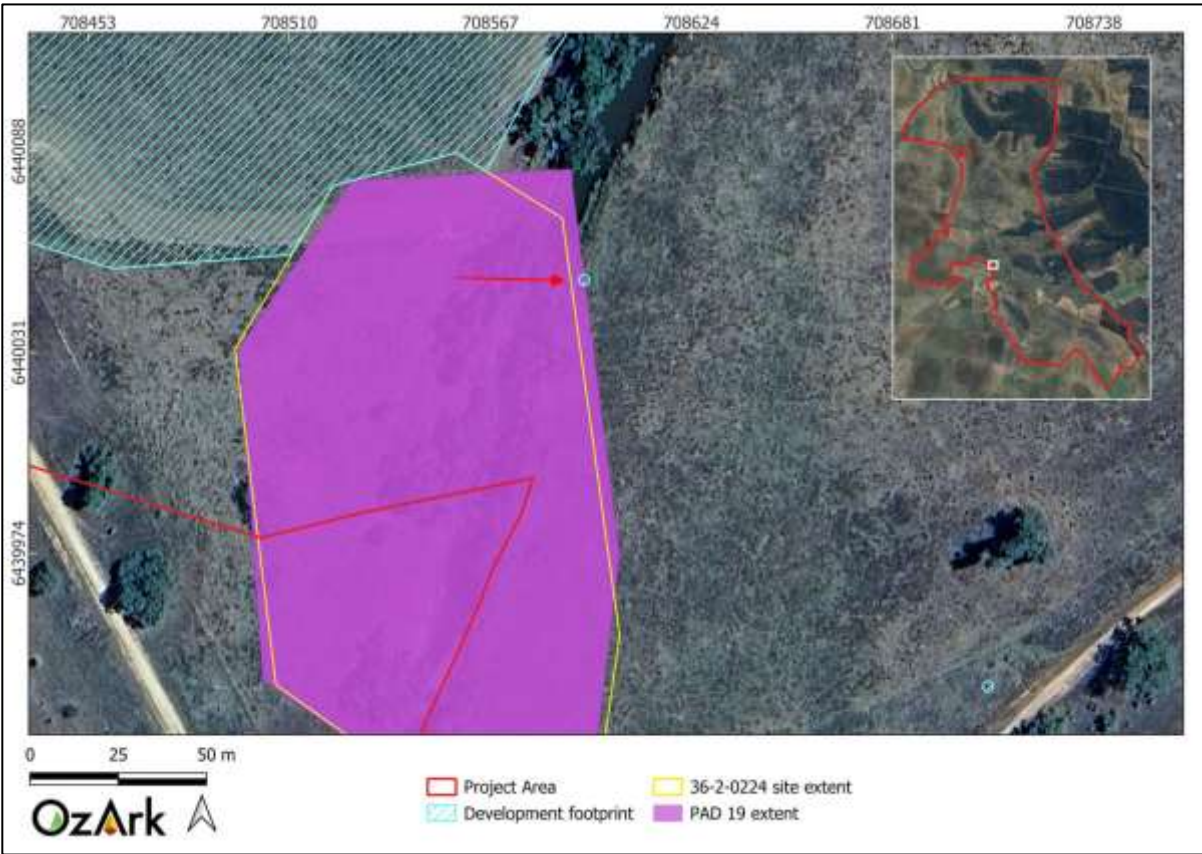 708453 708510 708567 708624 708681 708738
6440088
6440031
6439974
0 25 50 m
OzArk
Project Area
Development footprint
36-2-0224 site extent
PAD 19 extent